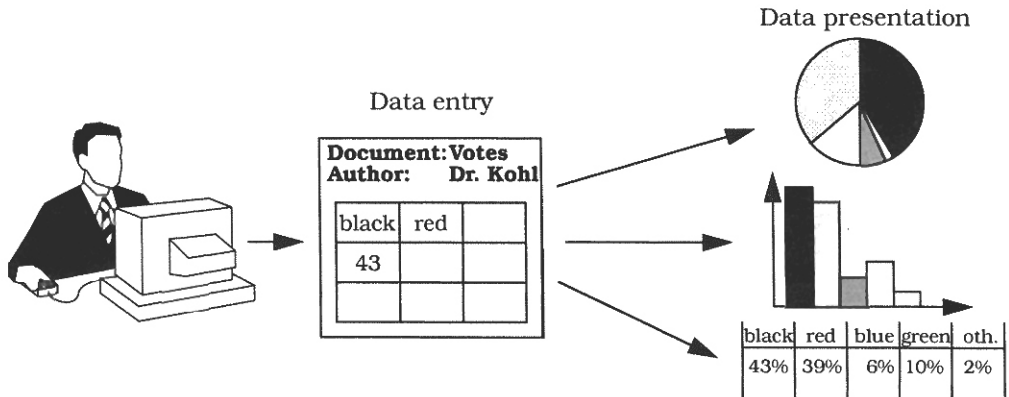 Data presentation
Data entry
Document: Votes
Author: Dr. Kohl
black red
43
black red blue green oth.
43% 39% 6% 10% 2%